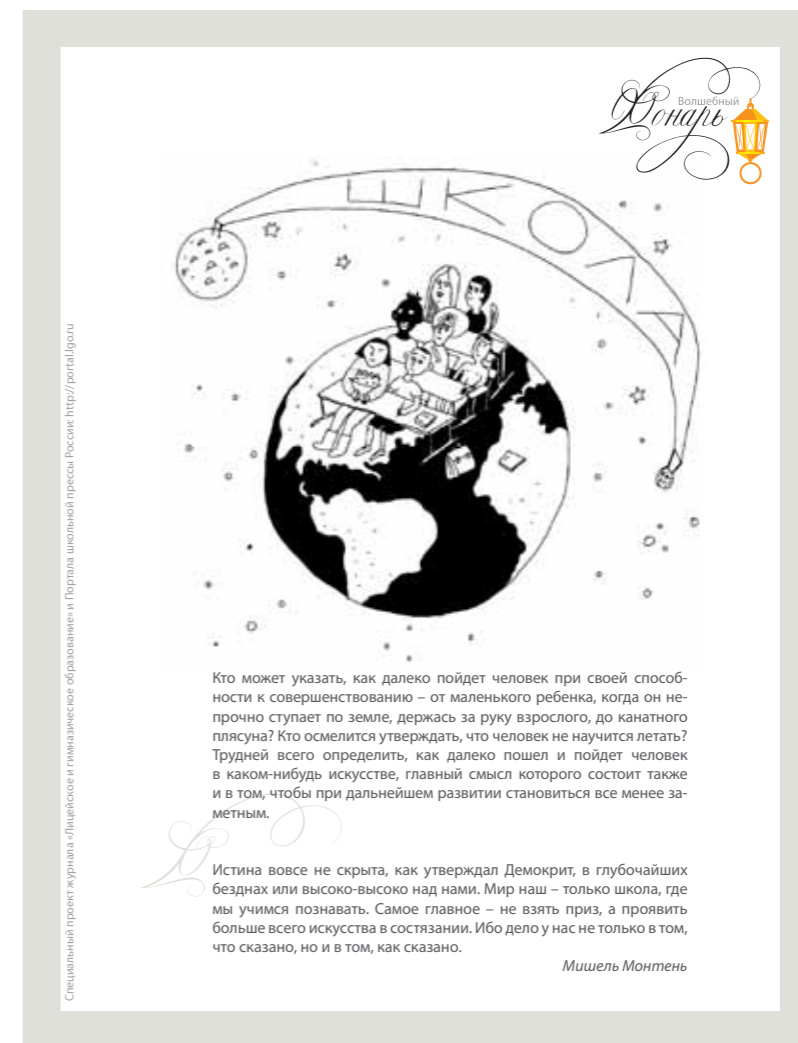 Волшебный
Фонарь
ШКОЛА
Кто может указать, как далеко пойдет человек при своей способ-
ности к совершенствованию – от маленького ребенка, когда он не-
прочно ступает по земле, держась за руку взрослого, до канатного
плясуна? Кто осмелится утверждать, что человек не научится летать?
Трудней всего определить, как далеко пошел и пойдет человек
в каком-нибудь искусстве, главный смысл которого состоит также
и в том, чтобы при дальнейшем развитии становиться все менее за-
метным.
Истина вовсе не скрыта, как утверждал Демокрит, в глубочайших
безднах или высоко-высоко над нами. Мир наш – только школа, где
мы учимся познавать. Самое главное – не взять приз, а проявить
больше всего искусства в состязании. Ибо дело у нас не только в том,
что сказано, но и в том, как сказано.
Мишель Монтень
Специальный проект журнала «Лицейское и гимназическое образование» и Портала школьной прессы России: http://portal.lgo.ru